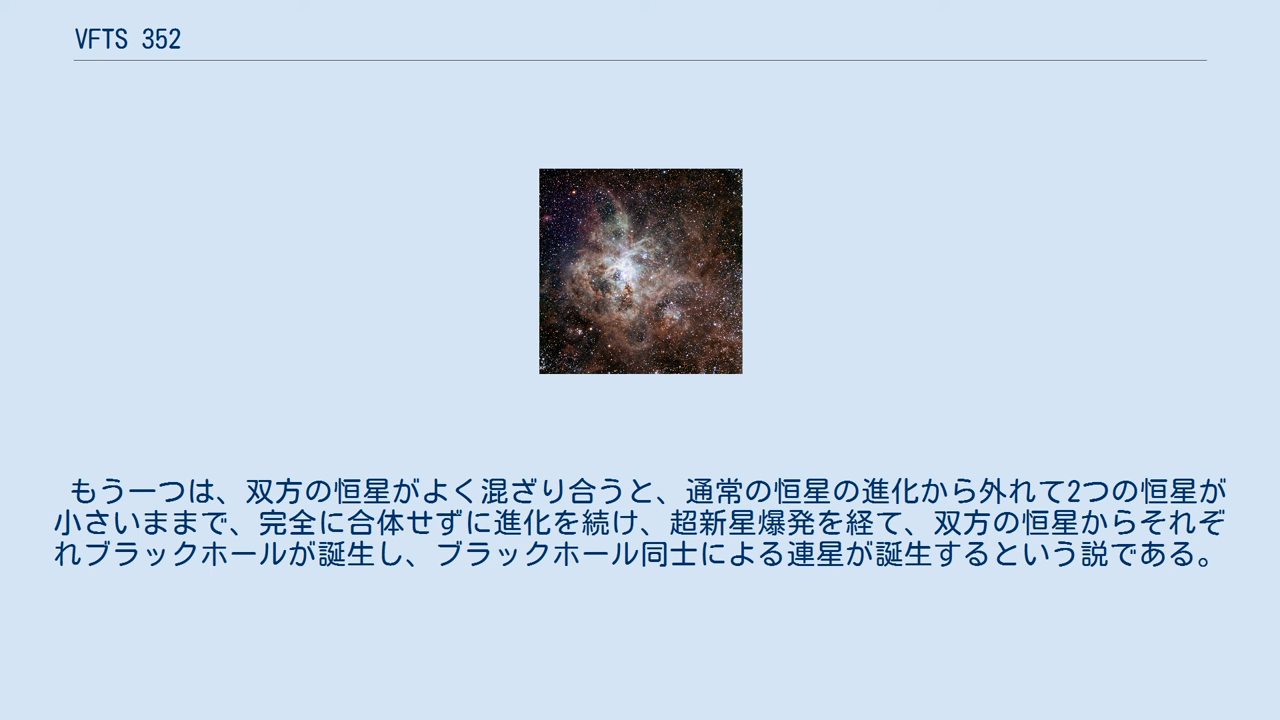 VFTS 352
もう一つは、双方の恒星がよく混ざり合うと、通常の恒星の進化から外れて2つの恒星が
小さいままで、完全に合体せずに進化を続け、超新星爆発を経て、双方の恒星からそれぞ
れブラックホールが誕生し、ブラックホール同士による連星が誕生するという説である。